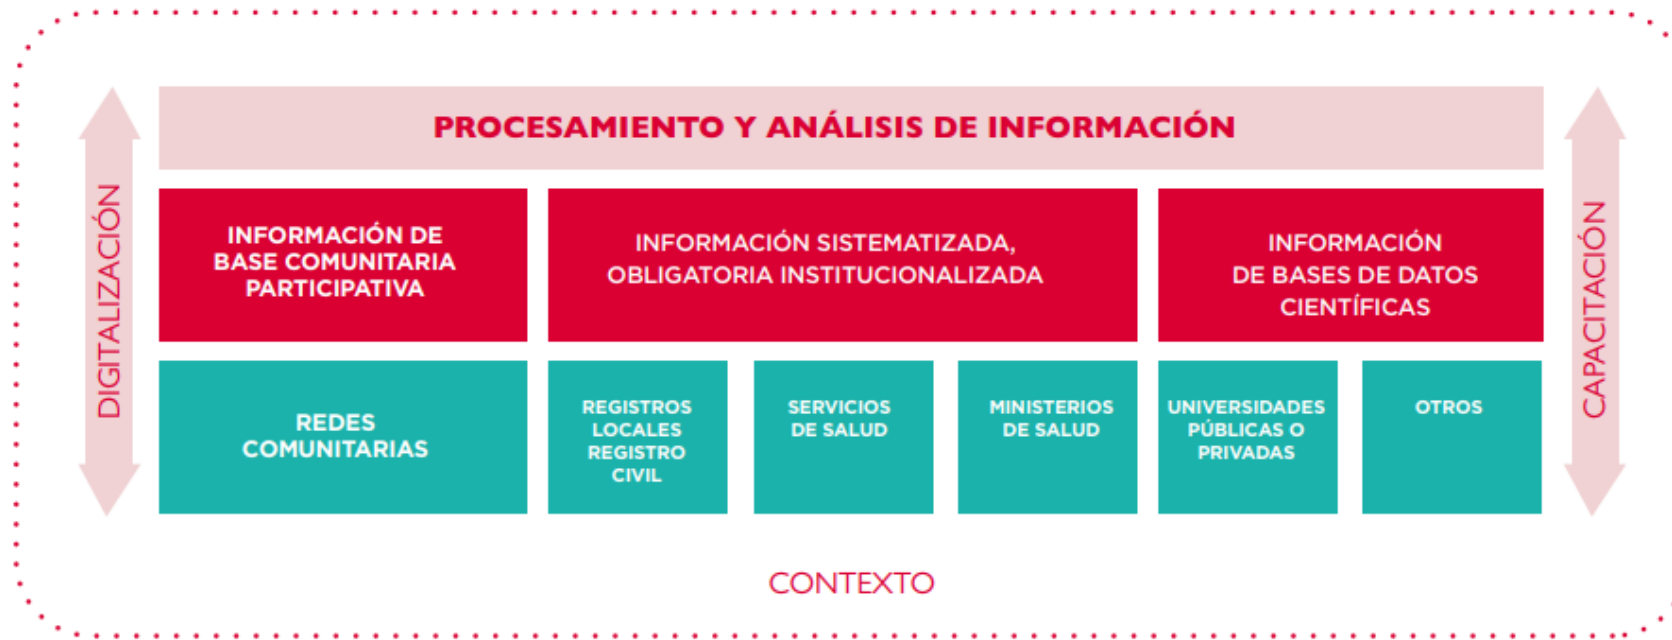 PROCESAMIENTO Y ANÁLISIS DE INFORMACIÓN
DIGITALIZACIÓN
INFORMACIÓN DE
BASE COMUNITARIA
PARTICIPATIVA
INFORMACIÓN SISTEMATIZADA,
OBLIGATORIA INSTITUCIONALIZADA
INFORMACIÓN
DE BASES DE DATOS
CIENTÍFICAS
CAPACITACIÓN
REDES
COMUNITARIAS
REGISTROS
LOCALES
REGISTRO
CIVIL
SERVICIOS
DE SALUD
MINISTERIOS
DE SALUD
UNIVERSIDADES
PÚBLICAS O
PRIVADAS
OTROS
CONTEXTO